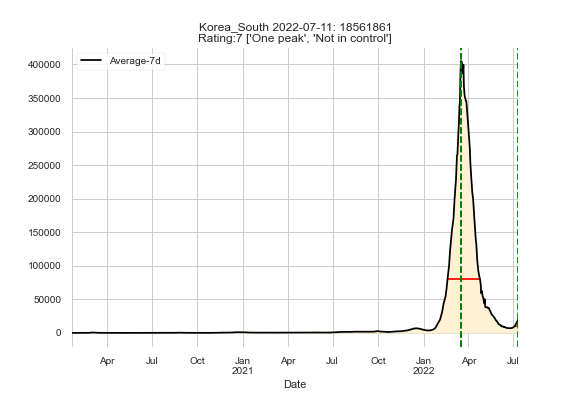 Korea_South 2022-07-11: 18561861
Rating:7 ['One peak', 'Not in control']
Average-7d
400000
350000
300000
250000
200000
150000
100000
50000
0
Apr Jul Oct Jan Apr Jul Oct Jan Apr Jul
2021 2022
Date